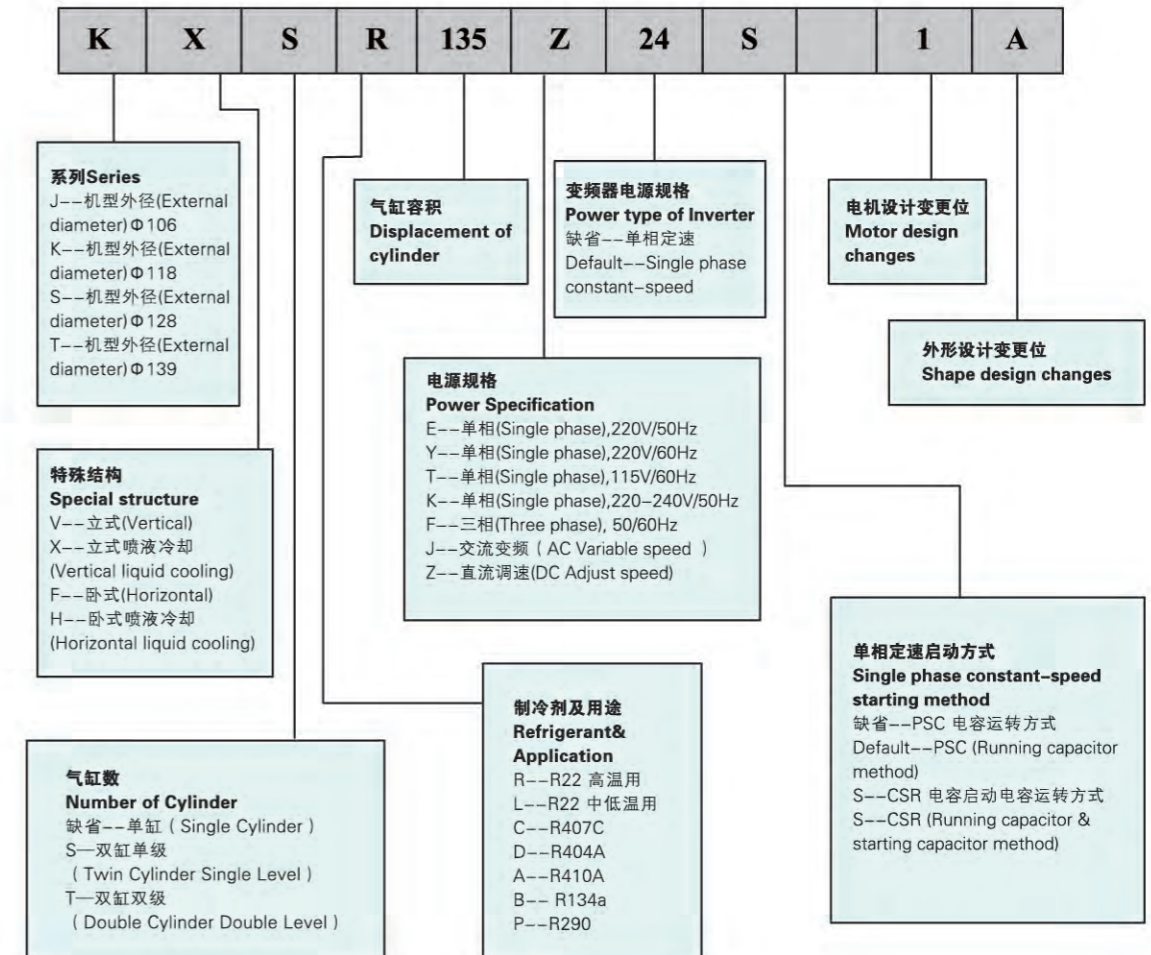 K X S R 135 Z 24 S 1 A
系列Series
J--机型外径(External
diameter)Φ106
K--机型外径(External
diameter)Φ118
S--机型外径(External
diameter)Φ128
T--机型外径(External
diameter)Φ139
气缸容积
Displacement of
cylinder
变频器电源规格
Power type of Inverter
缺省--单相定速
Default--Single phase
constant-speed
电机设计变更位
Motor design
changes
外形设计变更位
Shape design changes
电源规格
Power Specification
E--单相(Single phase),220V/50Hz
Y--单相(Single phase),220V/60Hz
T--单相(Single phase),115V/60Hz
K--单相(Single phase),220-240V/50Hz
F--三相(Three phase), 50/60Hz
J--交流变频 ( AC Variable speed )
Z--直流调速(DC Adjust speed)
特殊结构
Special structure
V--立式(Vertical)
X--立式喷液冷却
(Vertical liquid cooling)
F--卧式(Horizontal)
H--卧式喷液冷却
(Horizontal liquid cooling)
单相定速启动方式
Single phase constant-speed
starting method
缺省--PSC 电容运转方式
Default--PSC (Running capacitor
method)
S--CSR 电容启动电容运转方式
S--CSR (Running capacitor &
starting capacitor method)
制冷剂及用途
Refrigerant&
Application
R--R22 高温用
L--R22 中低温用
C--R407C
D--R404A
A--R410A
B-- R134a
P--R290
气缸数
Number of Cylinder
缺省--单缸 ( Single Cylinder )
S—双缸单级
( Twin Cylinder Single Level )
T—双缸双级
( Double Cylinder Double Level )